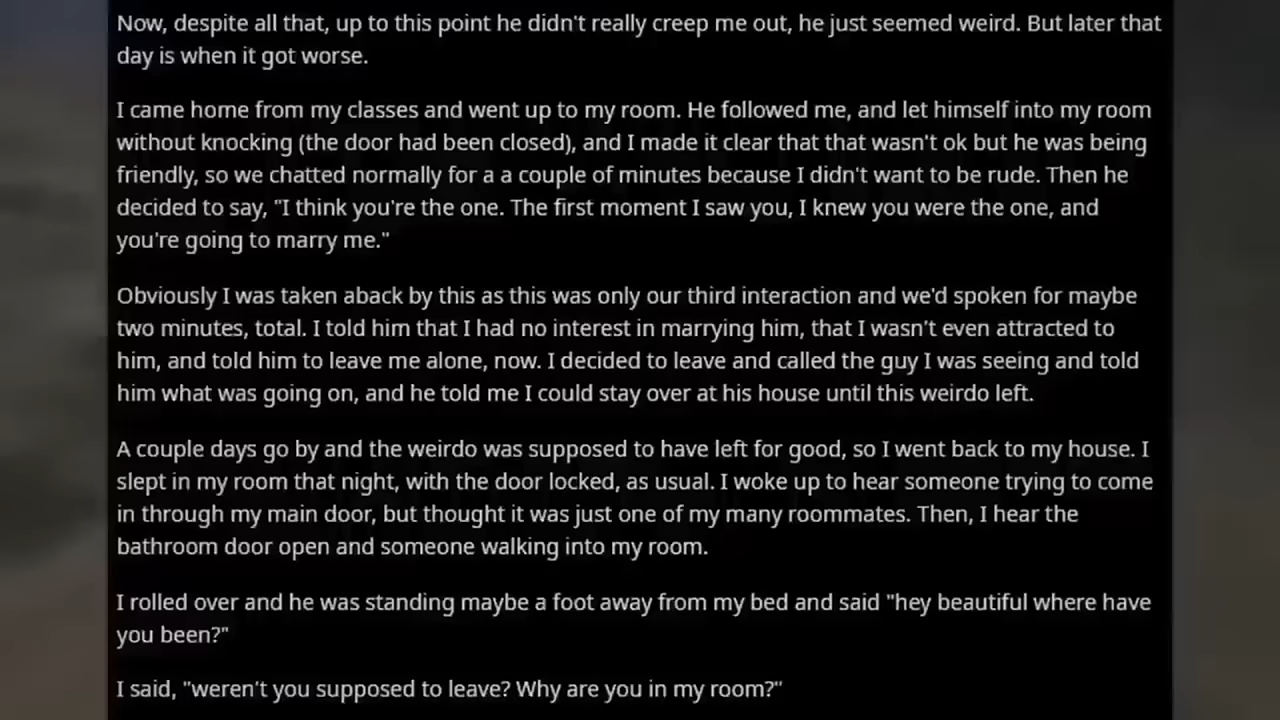 Now, despite all that, up to this point he didn't really creep me out, he just seemed weird. But later that
day is when it got worse.
I came home from my classes and went up to my room. He followed me, and let himself into my room
without knocking (the door had been closed), and I made it clear that that wasn't ok but he was being
friendly, so we chatted normally for a a couple of minutes because I didn't want to be rude. Then he
decided to say, "I think you're the one. The first moment I saw you, I knew you were the one, and
you're going to marry me."
Obviously I was taken aback by this as this was only our third interaction and we'd spoken for maybe
two minutes, total. I told him that I had no interest in marrying him, that I wasn't even attracted to
him, and told him to leave me alone, now. I decided to leave and called the guy I was seeing and told
him what was going on, and he told me I could stay over at his house until this weirdo left.
A couple days go by and the weirdo was supposed to have left for good, so I went back to my house. I
slept in my room that night, with the door locked, as usual. I woke up to hear someone trying to come
in through my main door, but thought it was just one of my many roommates. Then, I hear the
bathroom door open and someone walking into my room.
I rolled over and he was standing maybe a foot away from my bed and said "hey beautiful where have
you been?"
I said, "weren't you supposed to leave? Why are you in my room?"